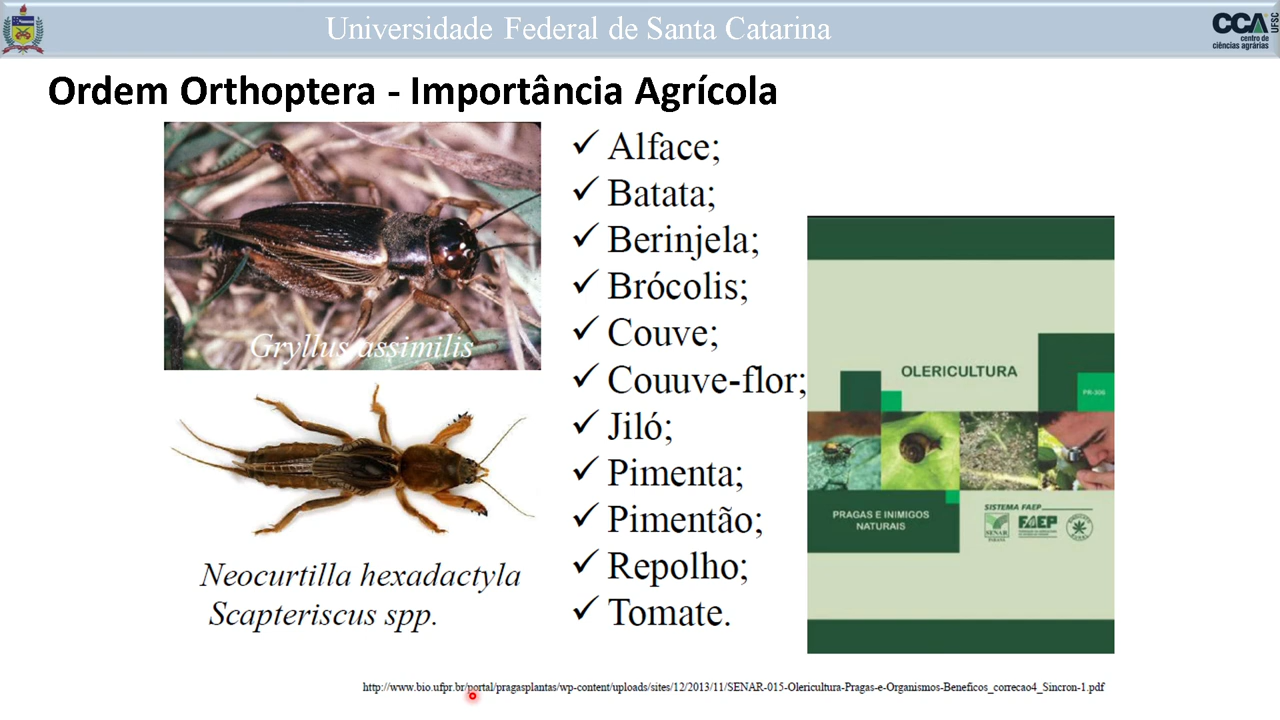 Universidade Federal de Santa Catarina
CCA
UFSC
centro de
ciências agrárias
Ordem Orthoptera - Importância Agrícola
Gryllus assimilis
Neocurtilla hexadactyla
Scapteriscus spp.
✓ Alface;
✓ Batata;
✓ Berinjela;
✓ Brócolis;
✓ Couve;
✓ Couuve-flor;
✓ Jiló;
✓ Pimenta;
✓ Pimentão;
✓ Repolho;
✓ Tomate.
OLERICULTURA
PR-306
PRAGAS E INIMIGOS
NATURAIS
SISTEMA FAEP
SENAR
FAEP
http://www.bio.ufpr.br/portal/pragasplantas/wp-content/uploads/sites/12/2013/11/SENAR-015-Olericultura-Pragas-e-Organismos-Beneficos_correcao4_Sincron-1.pdf